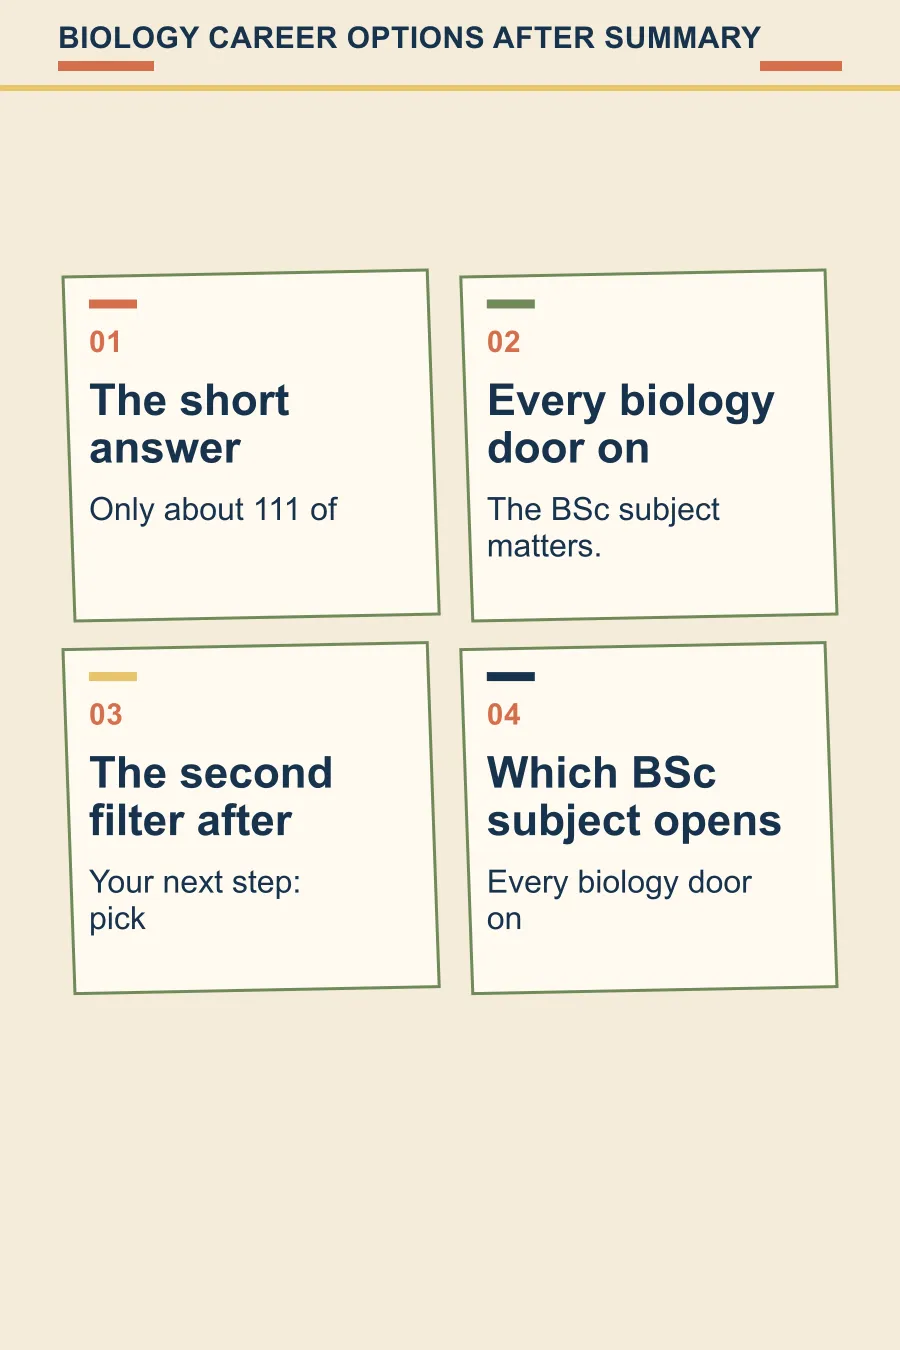 BIOLOGY CAREER OPTIONS AFTER SUMMARY
01
The short
answer
Only about 111 of
02
Every biology
door on
The BSc subject
matters.
03
The second
filter after
Your next step:
pick
04
Which BSc
subject opens
Every biology door
on